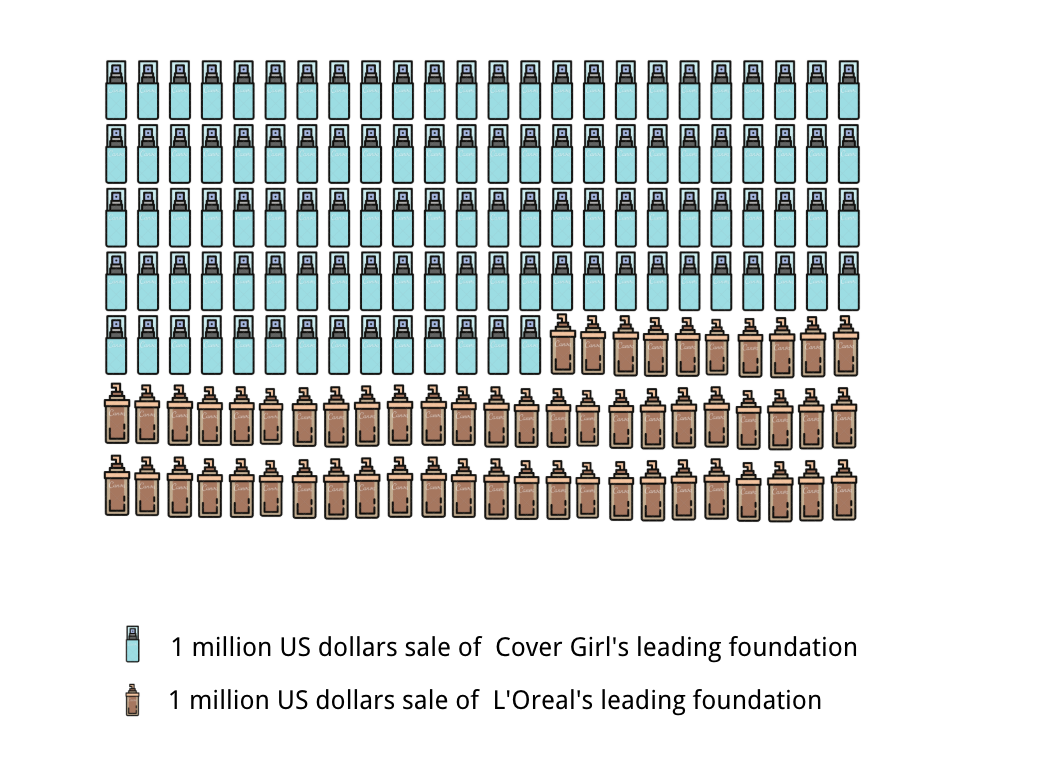 1 million US dollars sale of  Cover Girl's leading foundation
1 million US dollars sale of  L'Oreal's leading foundation